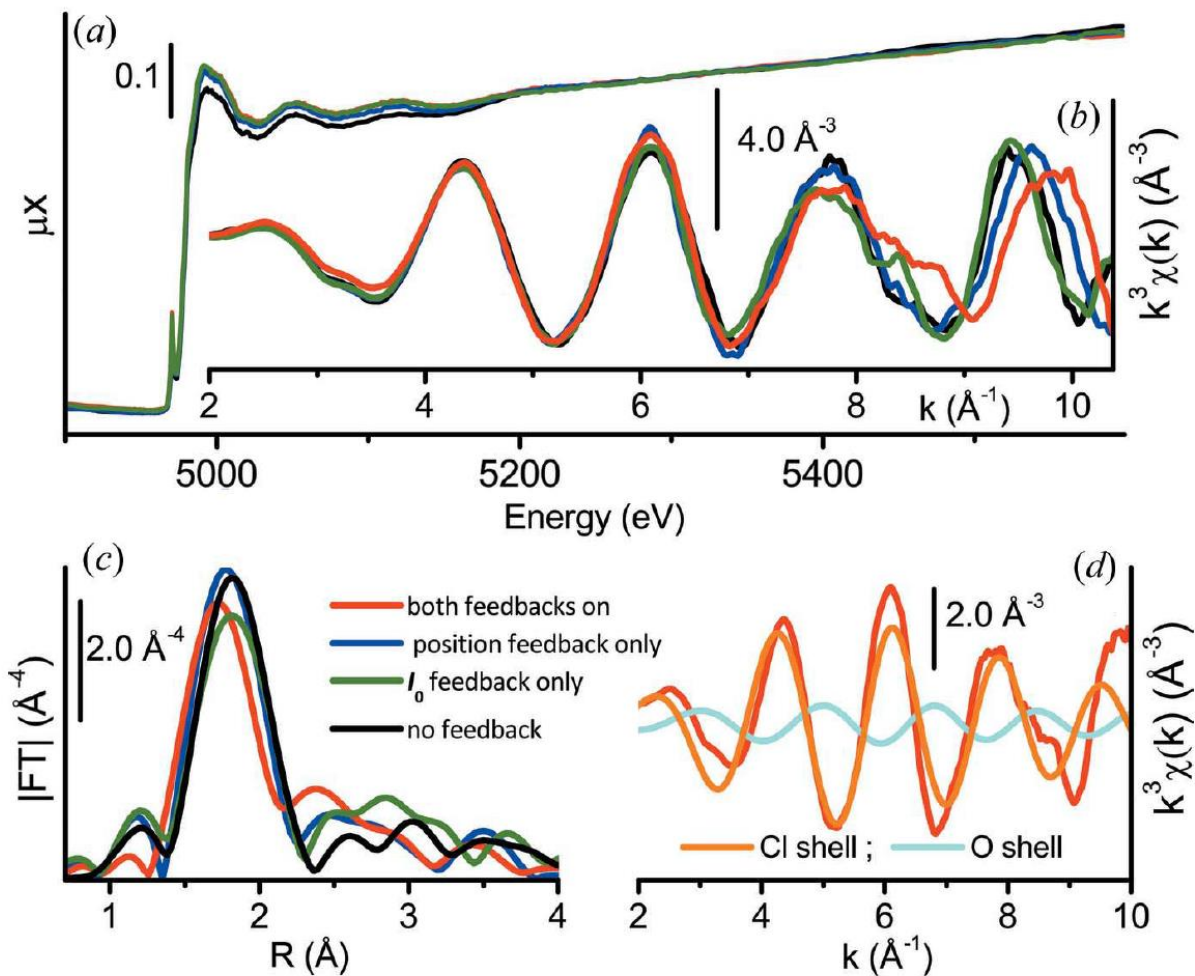 (a)
0.1
4.0 Å⁻³
(b)
μx
k³χ(k) (Å⁻³)
2 4 6 8 10
k (Å⁻¹)
5000 5200 5400
Energy (eV)
(c)
2.0 Å⁻⁴
both feedbacks on
position feedback only
I₀ feedback only
no feedback
|FT| (Å⁻⁴)
1 2 3 4
R (Å)
(d)
2.0 Å⁻³
k³χ(k) (Å⁻³)
Cl shell ; O shell
2 4 6 8 10
k (Å⁻¹)